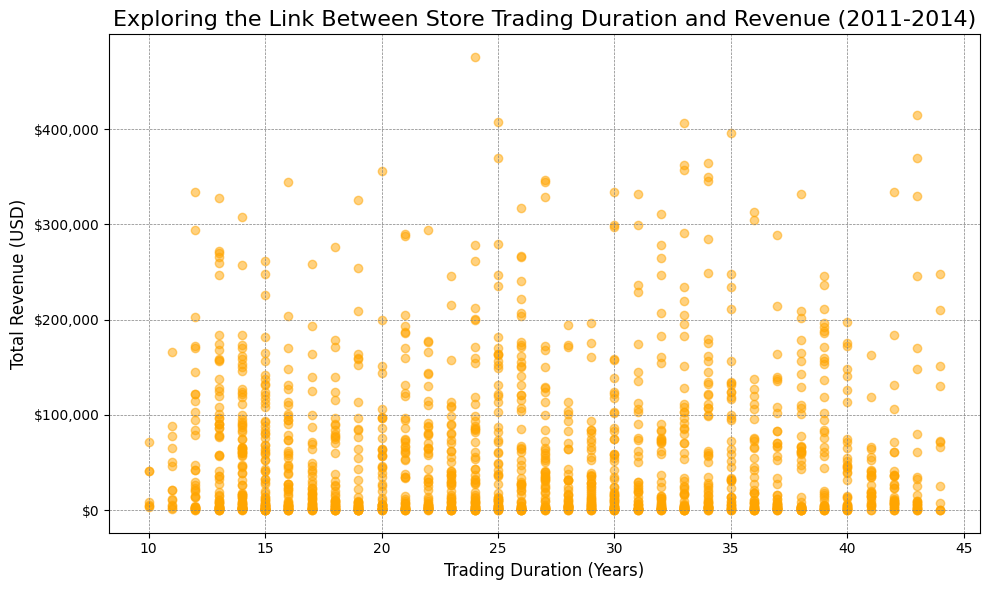 Exploring the Link Between Store Trading Duration and Revenue (2011-2014)
Total Revenue (USD)
$400,000
$300,000
$200,000
$100,000
$0
10 15 20 25 30 35 40 45
Trading Duration (Years)